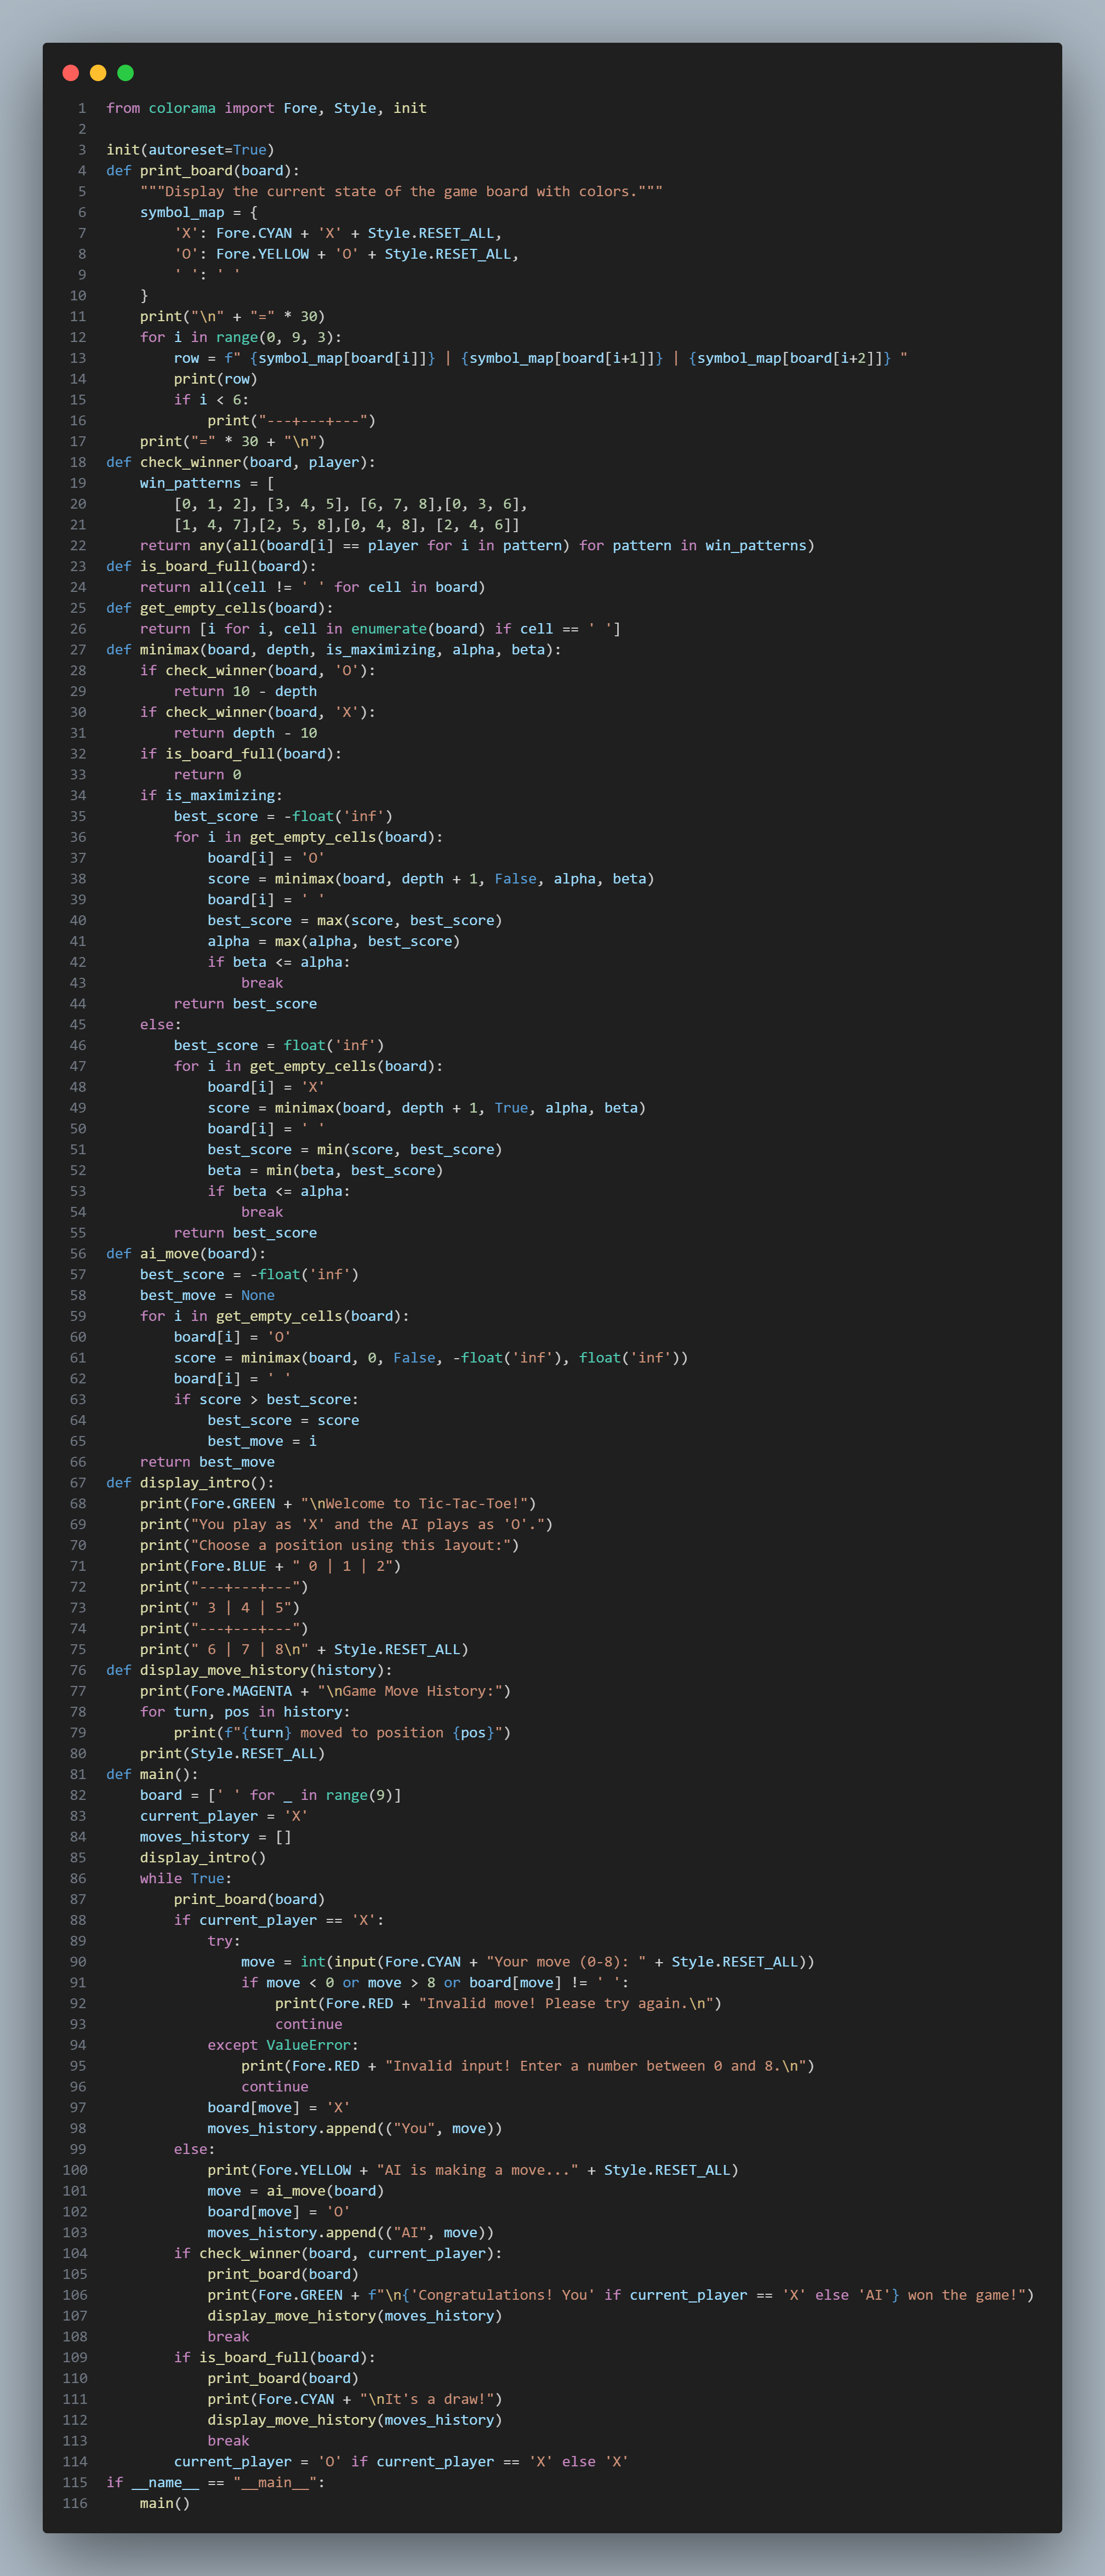 1 from colorama import Fore, Style, init
2
3 init(autoreset=True)
4 def print_board(board):
5     """Display the current state of the game board with colors."""
6     symbol_map = {
7         'X': Fore.CYAN + 'X' + Style.RESET_ALL,
8         'O': Fore.YELLOW + 'O' + Style.RESET_ALL,
9         ' ': ' '
10     }
11     print("\n" + "=" * 30)
12     for i in range(0, 9, 3):
13         row = f" {symbol_map[board[i]]} | {symbol_map[board[i+1]]} | {symbol_map[board[i+2]]} "
14         print(row)
15         if i < 6:
16             print("---+---+---")
17     print("=" * 30 + "\n")
18 def check_winner(board, player):
19     win_patterns = [
20         [0, 1, 2], [3, 4, 5], [6, 7, 8],[0, 3, 6],
21         [1, 4, 7],[2, 5, 8],[0, 4, 8], [2, 4, 6]]
22     return any(all(board[i] == player for i in pattern) for pattern in win_patterns)
23 def is_board_full(board):
24     return all(cell != ' ' for cell in board)
25 def get_empty_cells(board):
26     return [i for i, cell in enumerate(board) if cell == ' ']
27 def minimax(board, depth, is_maximizing, alpha, beta):
28     if check_winner(board, 'O'):
29         return 10 - depth
30     if check_winner(board, 'X'):
31         return depth - 10
32     if is_board_full(board):
33         return 0
34     if is_maximizing:
35         best_score = -float('inf')
36         for i in get_empty_cells(board):
37             board[i] = 'O'
38             score = minimax(board, depth + 1, False, alpha, beta)
39             board[i] = ' '
40             best_score = max(score, best_score)
41             alpha = max(alpha, best_score)
42             if beta <= alpha:
43                 break
44         return best_score
45     else:
46         best_score = float('inf')
47         for i in get_empty_cells(board):
48             board[i] = 'X'
49             score = minimax(board, depth + 1, True, alpha, beta)
50             board[i] = ' '
51             best_score = min(score, best_score)
52             beta = min(beta, best_score)
53             if beta <= alpha:
54                 break
55         return best_score
56 def ai_move(board):
57     best_score = -float('inf')
58     best_move = None
59     for i in get_empty_cells(board):
60         board[i] = 'O'
61         score = minimax(board, 0, False, -float('inf'), float('inf'))
62         board[i] = ' '
63         if score > best_score:
64             best_score = score
65             best_move = i
66     return best_move
67 def display_intro():
68     print(Fore.GREEN + "\nWelcome to Tic-Tac-Toe!")
69     print("You play as 'X' and the AI plays as 'O'.")
70     print("Choose a position using this layout:")
71     print(Fore.BLUE + " 0 | 1 | 2")
72     print("---+---+---")
73     print(" 3 | 4 | 5")
74     print("---+---+---")
75     print(" 6 | 7 | 8\n" + Style.RESET_ALL)
76 def display_move_history(history):
77     print(Fore.MAGENTA + "\nGame Move History:")
78     for turn, pos in history:
79         print(f"{turn} moved to position {pos}")
80     print(Style.RESET_ALL)
81 def main():
82     board = [' ' for _ in range(9)]
83     current_player = 'X'
84     moves_history = []
85     display_intro()
86     while True:
87         print_board(board)
88         if current_player == 'X':
89             try:
90                 move = int(input(Fore.CYAN + "Your move (0-8): " + Style.RESET_ALL))
91                 if move < 0 or move > 8 or board[move] != ' ':
92                     print(Fore.RED + "Invalid move! Please try again.\n")
93                     continue
94             except ValueError:
95                 print(Fore.RED + "Invalid input! Enter a number between 0 and 8.\n")
96                 continue
97             board[move] = 'X'
98             moves_history.append(("You", move))
99         else:
100             print(Fore.YELLOW + "AI is making a move..." + Style.RESET_ALL)
101             move = ai_move(board)
102             board[move] = 'O'
103             moves_history.append(("AI", move))
104         if check_winner(board, current_player):
105             print_board(board)
106             print(Fore.GREEN + f"\n{'Congratulations! You' if current_player == 'X' else 'AI'} won the game!")
107             display_move_history(moves_history)
108             break
109         if is_board_full(board):
110             print_board(board)
111             print(Fore.CYAN + "\nIt's a draw!")
112             display_move_history(moves_history)
113             break
114         current_player = 'O' if current_player == 'X' else 'X'
115 if __name__ == "__main__":
116     main()